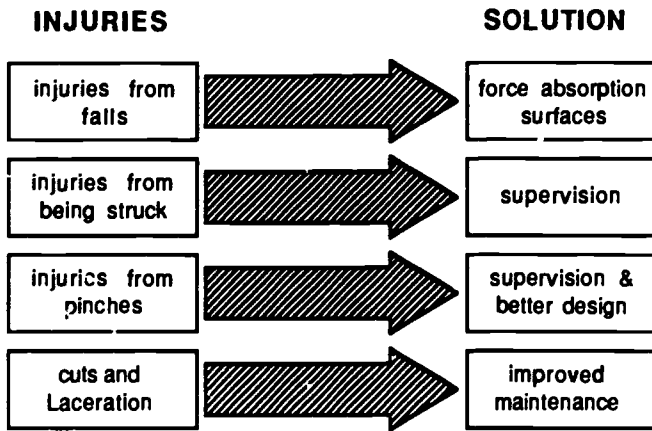 INJURIES
SOLUTION
injuries from
falls
force absorption
surfaces
injuries from
being struck
supervision
injuries from
pinches
supervision &
better design
cuts and
Laceration
improved
maintenance